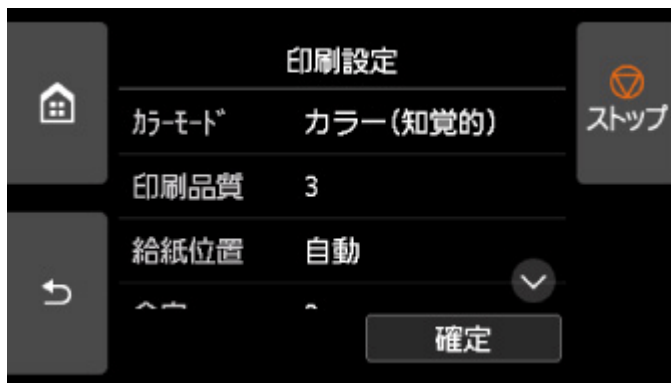 印刷設定
ｶﾗｰﾓｰﾄﾞ カラー(知覚的)
ストップ
印刷品質 3
給紙位置 自動
確定